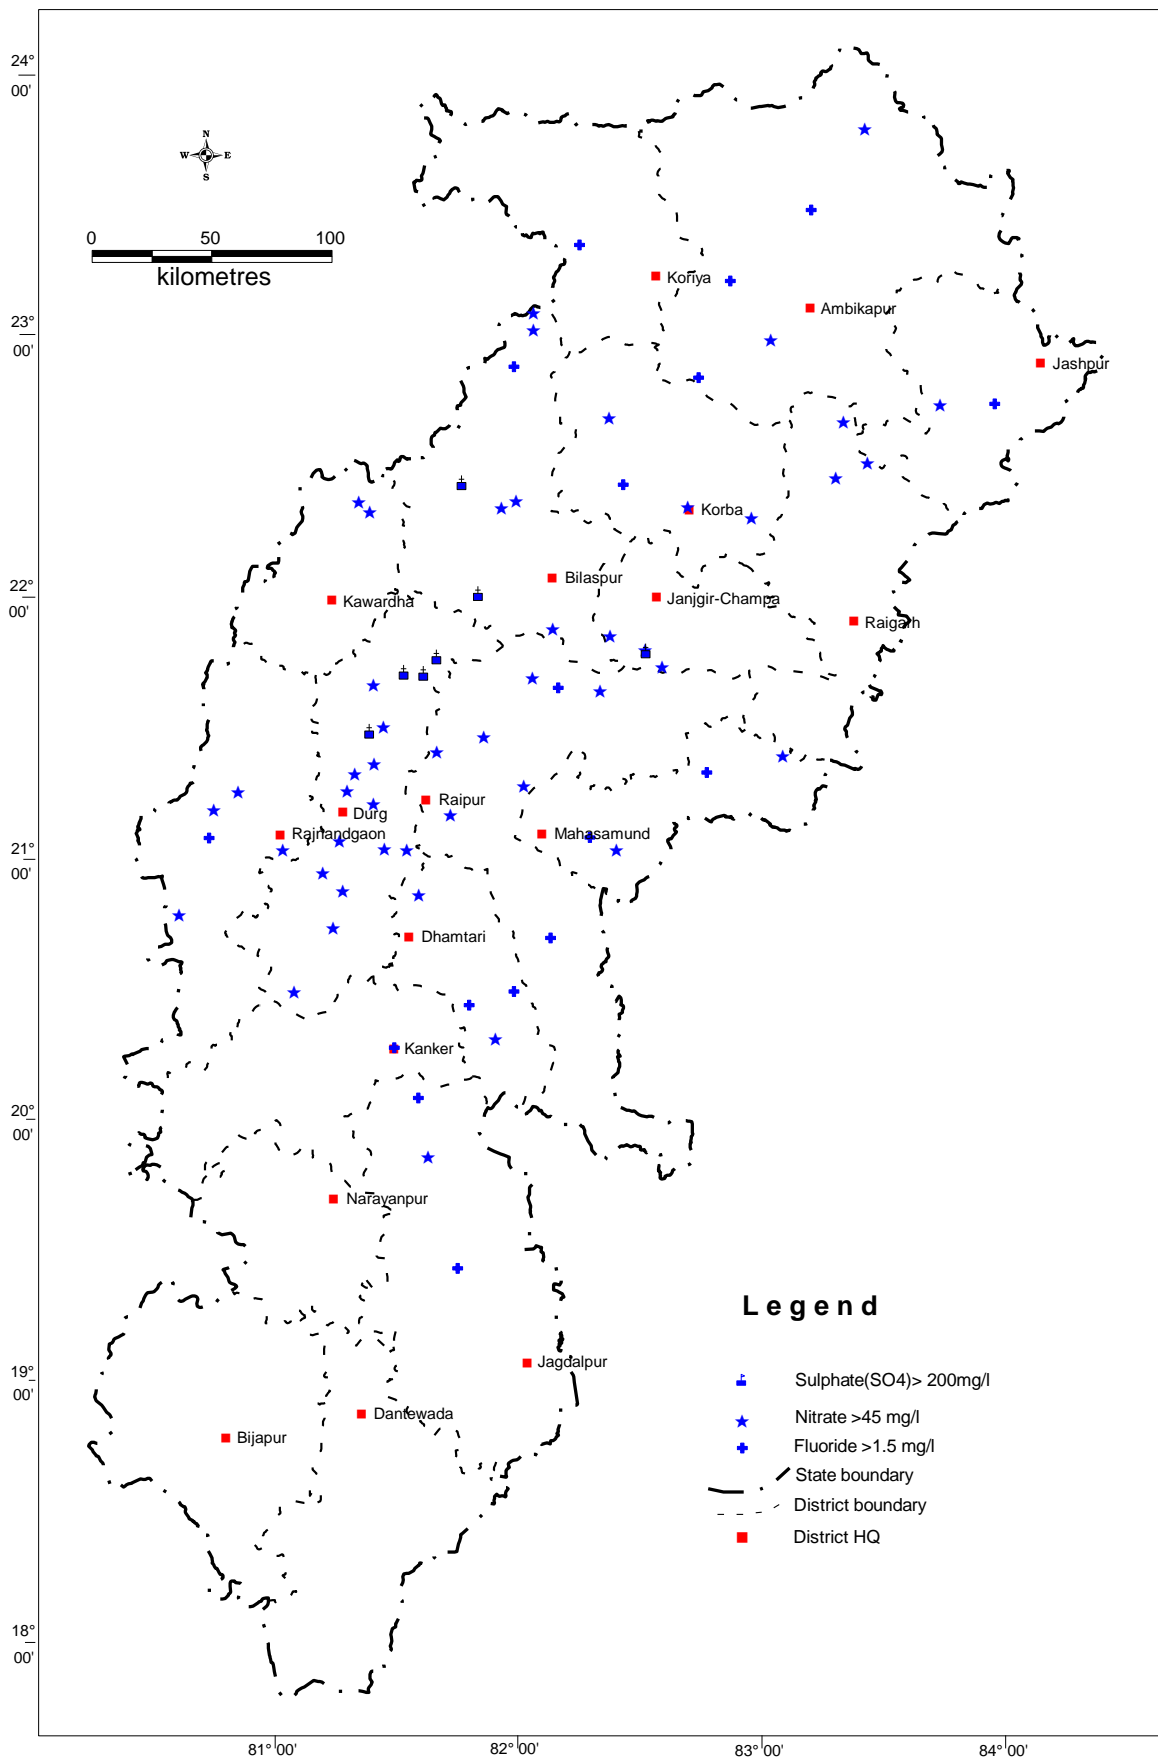 24°
00'
N
W
E
S
0
50
100
kilometres
Koriya
Ambikapur
23°
00'
Jashpur
Korba
Bilaspur
22°
00'
Kawardha
Janjgir-Champa
Raigarh
Raipur
Durg
Rajnandgaon
Mahasamund
21°
00'
Dhamtari
Kanker
20°
00'
Narayanpur
Legend
Jagdalpur
19°
00'
Sulphate(SO4)> 200mg/l
Dantewada
Nitrate >45 mg/l
Bijapur
Fluoride >1.5 mg/l
State boundary
District boundary
District HQ
18°
00'
81°00'
82°00'
83°00'
84°00'